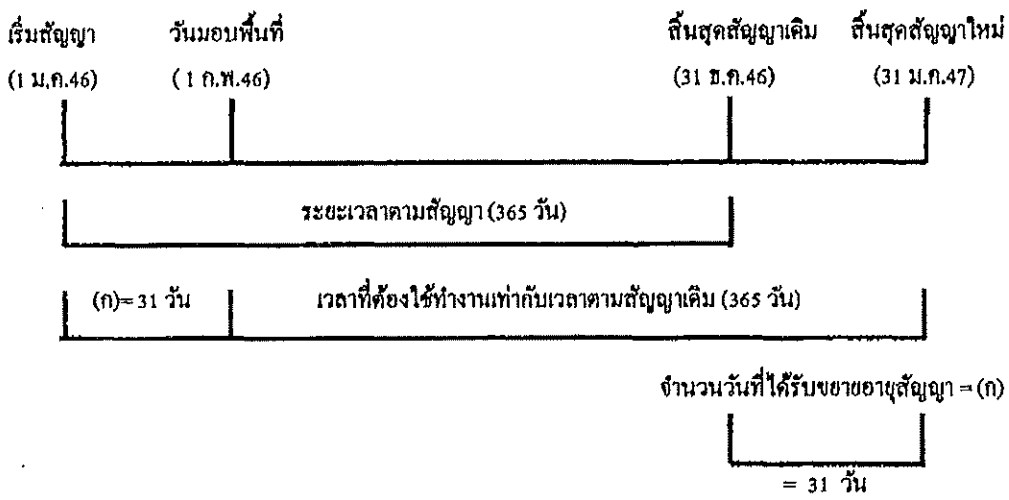 เริ่มสัญญา วันมอบพื้นที่ สิ้นสุดสัญญาเดิม สิ้นสุดสัญญาใหม่
(1 ม.ค.46) (1 ก.พ.46) (31 ธ.ค.46) (31 ม.ค.47)
ระยะเวลาตามสัญญา (365 วัน)
(ก)= 31 วัน เวลาที่ต้องใช้ทำงานเท่ากับเวลาตามสัญญาเดิม (365 วัน)
จำนวนวันที่ได้รับขยายอายุสัญญา = (ก)
= 31 วัน